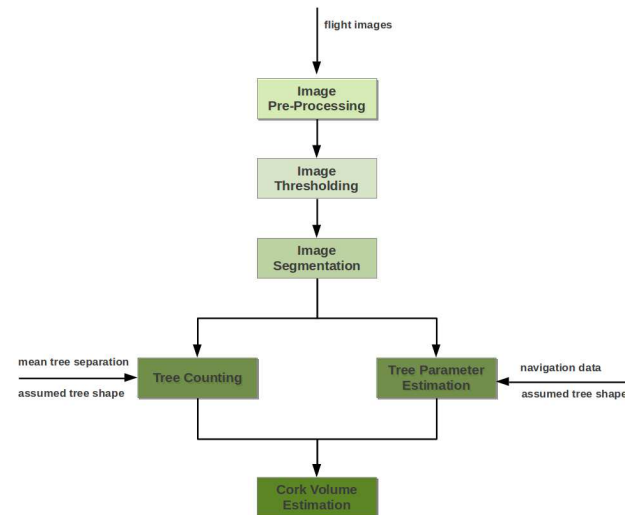 flight images
Image
Pre-Processing
Image
Thresholding
Image
Segmentation
mean tree separation
assumed tree shape
Tree Counting
Tree Parameter
Estimation
navigation data
assumed tree shape
Cork Volume
Estimation